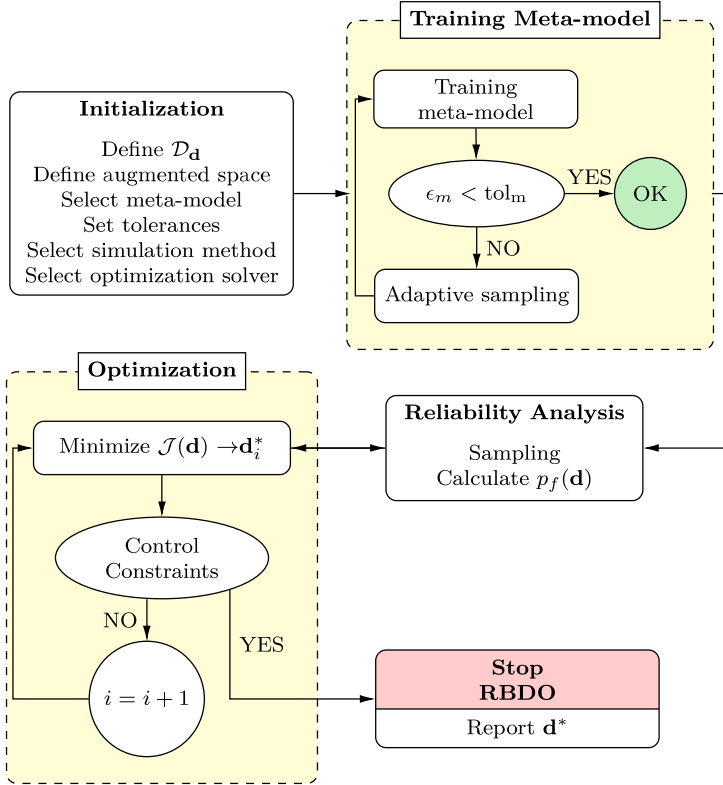 Training Meta-model
Initialization
Define 𝒟_𝐝
Define augmented space
Select meta-model
Set tolerances
Select simulation method
Select optimization solver
Training
meta-model
ϵ_m < tol_m
YES
OK
NO
Adaptive sampling
Optimization
Minimize 𝒥(𝐝) →𝐝_i^*
Reliability Analysis
Sampling
Calculate p_f(𝐝)
Control
Constraints
NO
YES
i = i + 1
Stop
RBDO
Report 𝐝^*